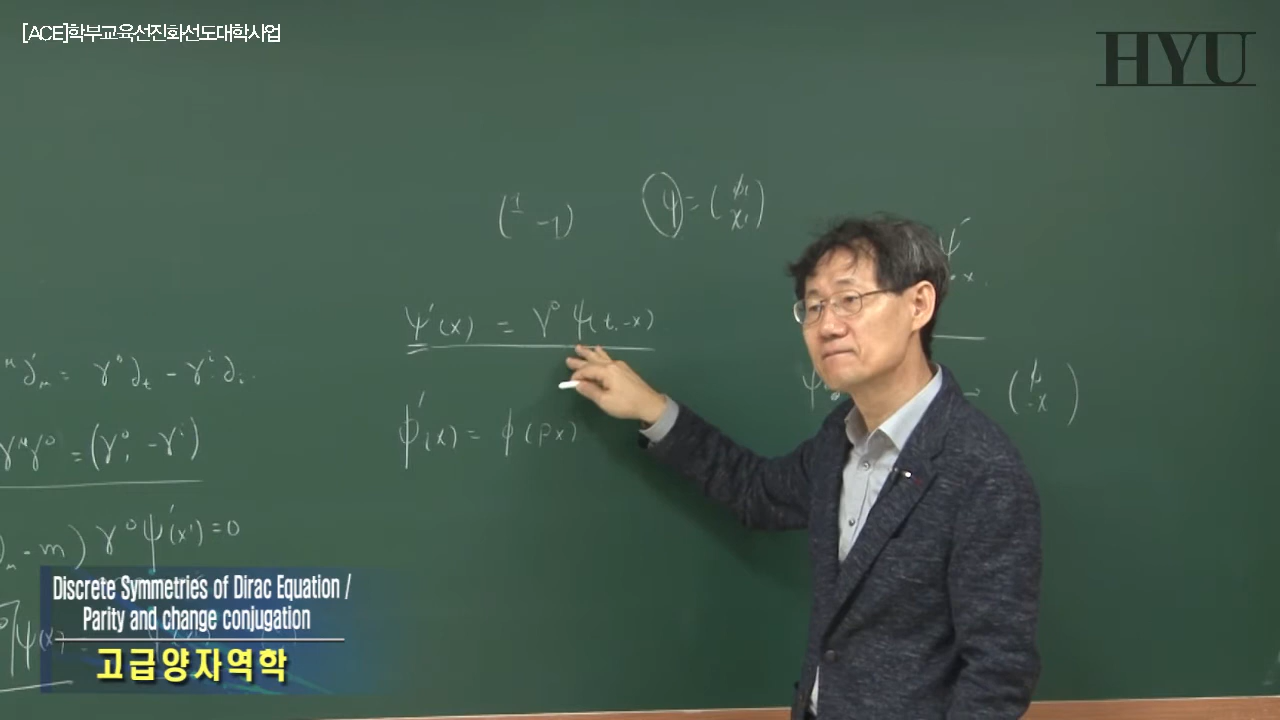 [ACE]학부교육선진화선도대학사업
HYU
(1 -1) ψ = (φ χ)
ψ'(x) = γ⁰ ψ(t, -x)
∂'μ = γ⁰∂t - γⁱ∂i
φ'(x) = φ(Px)
(φ -χ)
γμγ⁰ = (γ⁰, -γⁱ)
- m) γ⁰ ψ'(x') = 0
Discrete Symmetries of Dirac Equation /
Parity and change conjugation
ψ(x)
고급양자역학